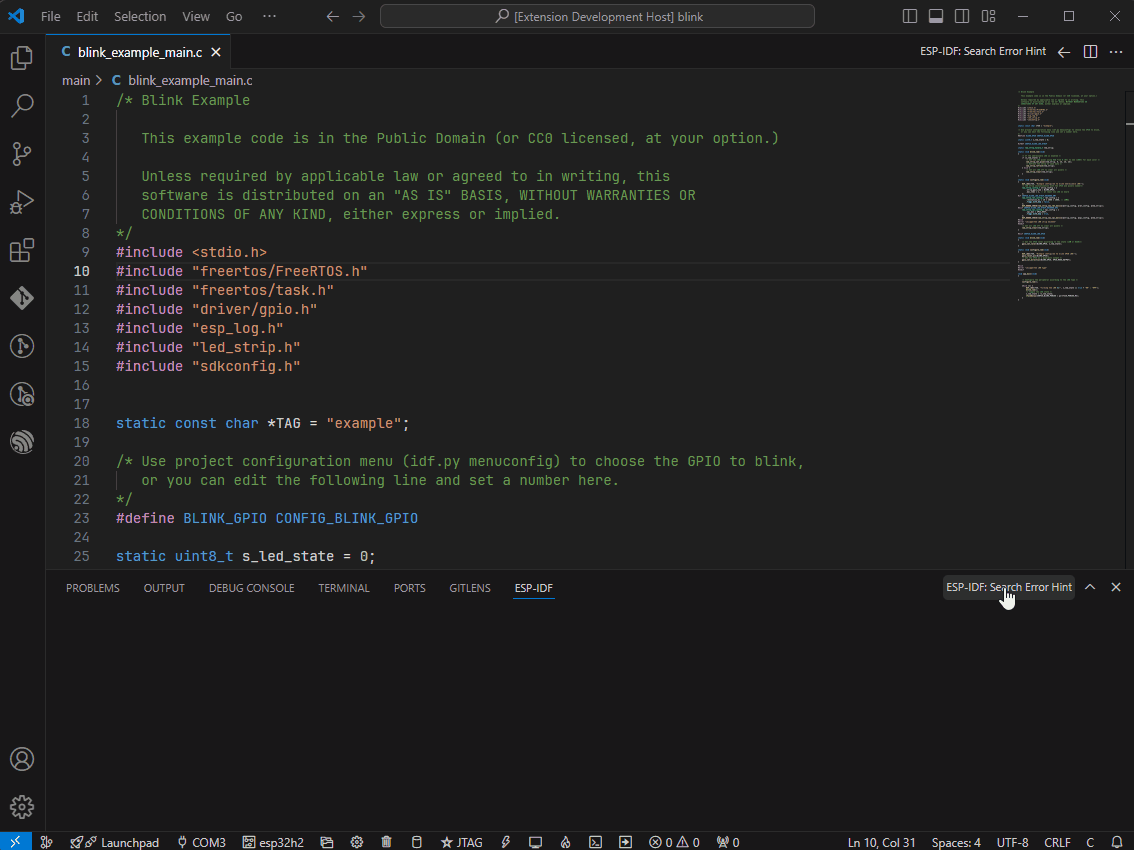 File Edit Selection View Go ··· [Extension Development Host] blink
C blink_example_main.c ESP-IDF: Search Error Hint
main > C blink_example_main.c
1 /* Blink Example
2
3 This example code is in the Public Domain (or CC0 licensed, at your option.)
4
5 Unless required by applicable law or agreed to in writing, this
6 software is distributed on an "AS IS" BASIS, WITHOUT WARRANTIES OR
7 CONDITIONS OF ANY KIND, either express or implied.
8 */
9 #include <stdio.h>
10 #include "freertos/FreeRTOS.h"
11 #include "freertos/task.h"
12 #include "driver/gpio.h"
13 #include "esp_log.h"
14 #include "led_strip.h"
15 #include "sdkconfig.h"
16
17
18 static const char *TAG = "example";
19
20 /* Use project configuration menu (idf.py menuconfig) to choose the GPIO to blink,
21 or you can edit the following line and set a number here.
22 */
23 #define BLINK_GPIO CONFIG_BLINK_GPIO
24
25 static uint8_t s_led_state = 0;
PROBLEMS OUTPUT DEBUG CONSOLE TERMINAL PORTS GITLENS ESP-IDF ESP-IDF: Search Error Hint
Launchpad COM3 esp32h2 JTAG 0 0 0 Ln 10, Col 31 Spaces: 4 UTF-8 CRLF C